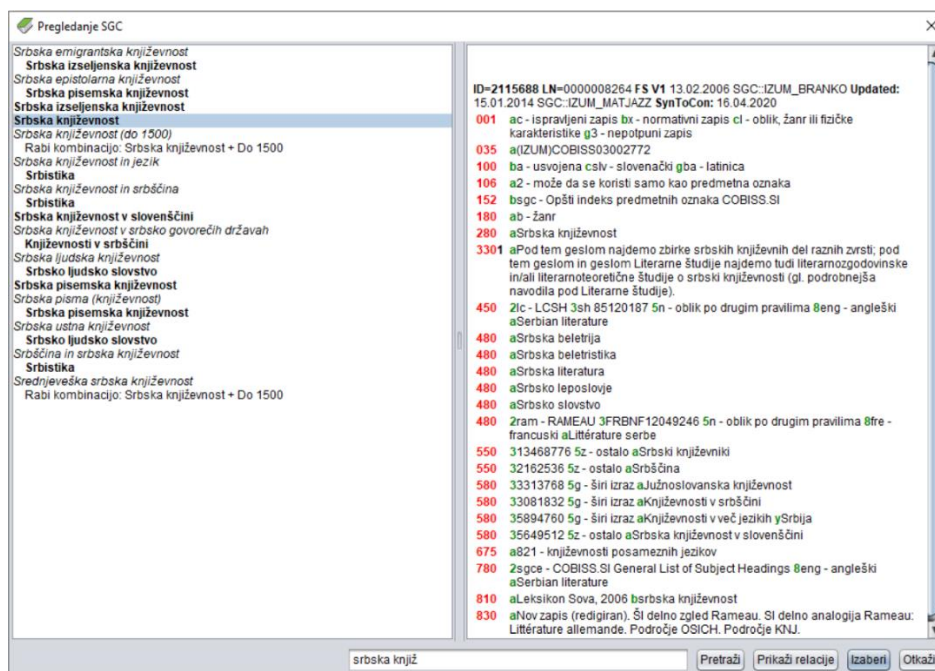 Pregledanje SGC
Srbska emigrantska književnost
Srbska izseljenska književnost
Srbska epistolarna književnost
Srbska pisemska književnost
Srbska izseljenska književnost
Srbska književnost
Srbska književnost (do 1500)
Rabi kombinacijo: Srbska književnost + Do 1500
Srbska književnost in jezik
Srbistika
Srbska književnost in srbščina
Srbistika
Srbska književnost v slovenščini
Srbska književnost v srbsko govorečih državah
Književnosti v srbščini
Srbska ljudska književnost
Srbsko ljudsko slovstvo
Srbska pisemska književnost
Srbska pisma (književnost)
Srbska pisemska književnost
Srbska ustna književnost
Srbsko ljudsko slovstvo
Srbščina in srbska književnost
Srbistika
Srednjeveška srbska književnost
Rabi kombinacijo: Srbska književnost + Do 1500
ID=2115688 LN=0000008264 FS V1 13.02.2006 SGC::IZUM_BRANKO Updated:
15.01.2014 SGC::IZUM_MATJAZZ SynToCon: 16.04.2020
001 ac - ispravljeni zapis bx - normativni zapis cl - oblik, žanr ili fizičke
karakteristike g3 - nepotpuni zapis
035 a(IZUM)COBISS03002772
100 ba - usvojena cslv - slovenački gba - latinica
106 a2 - može da se koristi samo kao predmetna oznaka
152 bsgc - Opšti indeks predmetnih oznaka COBISS.SI
180 ab - žanr
280 aSrbska književnost
3301 aPod tem geslom najdemo zbirke srbskih književnih del raznih zvrsti; pod
tem geslom in geslom Literarne študije najdemo tudi literarnozgodovinske
in/ali literarnoteoretične študije o srbski književnosti (gl. podrobnejša
navodila pod Literarne študije).
450 2lc - LCSH 3sh 85120187 5n - oblik po drugim pravilima 8eng - angleški
aSerbian literature
480 aSrbska beletrija
480 aSrbska beletristika
480 aSrbska literatura
480 aSrbsko leposlovje
480 aSrbsko slovstvo
480 2ram - RAMEAU 3FRBNF12049246 5n - oblik po drugim pravilima 8fre -
francuski aLittérature serbe
550 313468776 5z - ostalo aSrbski književniki
550 32162536 5z - ostalo aSrbščina
580 33313768 5g - širi izraz aJužnoslovanska književnost
580 33081832 5g - širi izraz aKnjiževnosti v srbščini
580 35894760 5g - širi izraz aKnjiževnosti v več jezikih ySrbija
580 35649512 5z - ostalo aSrbska književnost v slovenščini
675 a821 - književnosti posameznih jezikov
780 2sgce - COBISS.SI General List of Subject Headings 8eng - angleški
aSerbian literature
810 aLeksikon Sova, 2006 bsrbska književnost
830 aNov zapis (redigiran). ŠI delno zgled Rameau. SI delno analogija Rameau:
Littérature allemande. Področje OSICH. Področje KNJ.
srbska knjiž Pretraži Prikaži relacije Izaberi Otkaži